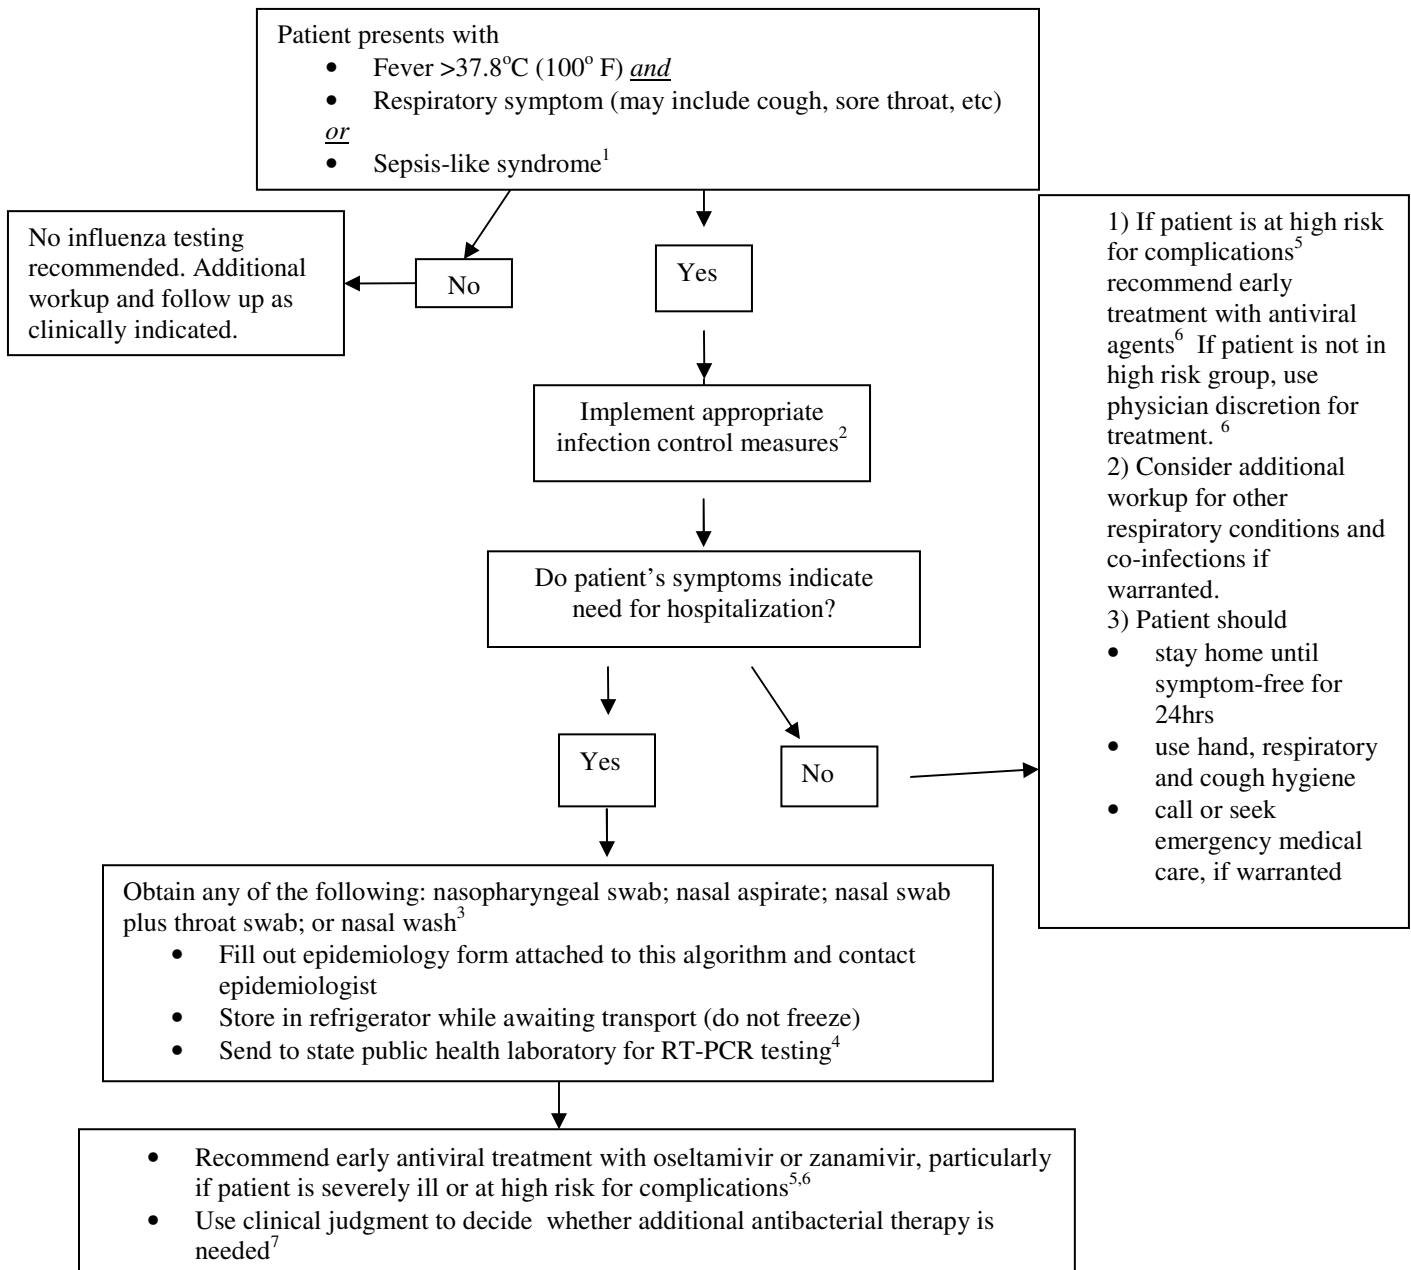 Patient presents with
• Fever >37.8°C (100° F) and
• Respiratory symptom (may include cough, sore throat, etc)
or
• Sepsis-like syndrome1
No influenza testing
recommended. Additional
workup and follow up as
clinically indicated.
No
Yes
Implement appropriate
infection control measures2
Do patient’s symptoms indicate
need for hospitalization?
Yes
No
1) If patient is at high risk
for complications5
recommend early
treatment with antiviral
agents6 If patient is not in
high risk group, use
physician discretion for
treatment. 6
2) Consider additional
workup for other
respiratory conditions and
co-infections if
warranted.
3) Patient should
• stay home until
symptom-free for
24hrs
• use hand, respiratory
and cough hygiene
• call or seek
emergency medical
care, if warranted
Obtain any of the following: nasopharyngeal swab; nasal aspirate; nasal swab
plus throat swab; or nasal wash3
• Fill out epidemiology form attached to this algorithm and contact
epidemiologist
• Store in refrigerator while awaiting transport (do not freeze)
• Send to state public health laboratory for RT-PCR testing4
• Recommend early antiviral treatment with oseltamivir or zanamivir, particularly
if patient is severely ill or at high risk for complications5,6
• Use clinical judgment to decide whether additional antibacterial therapy is
needed7